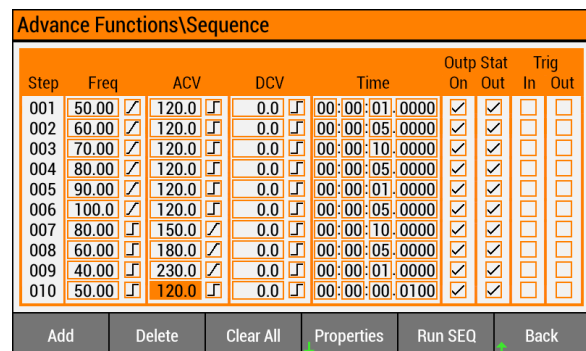 Advance Functions\Sequence
Outp Stat Trig
Step Freq ACV DCV Time On Out In Out
001 50.00 120.0 0.0 00:00:01.0000
002 60.00 120.0 0.0 00:00:05.0000
003 70.00 120.0 0.0 00:00:10.0000
004 80.00 120.0 0.0 00:00:05.0000
005 90.00 120.0 0.0 00:00:01.0000
006 100.0 120.0 0.0 00:00:05.0000
007 80.00 150.0 0.0 00:00:10.0000
008 60.00 180.0 0.0 00:00:05.0000
009 40.00 230.0 0.0 00:00:01.0000
010 50.00 120.0 0.0 00:00:00.0100
Add Delete Clear All Properties Run SEQ Back